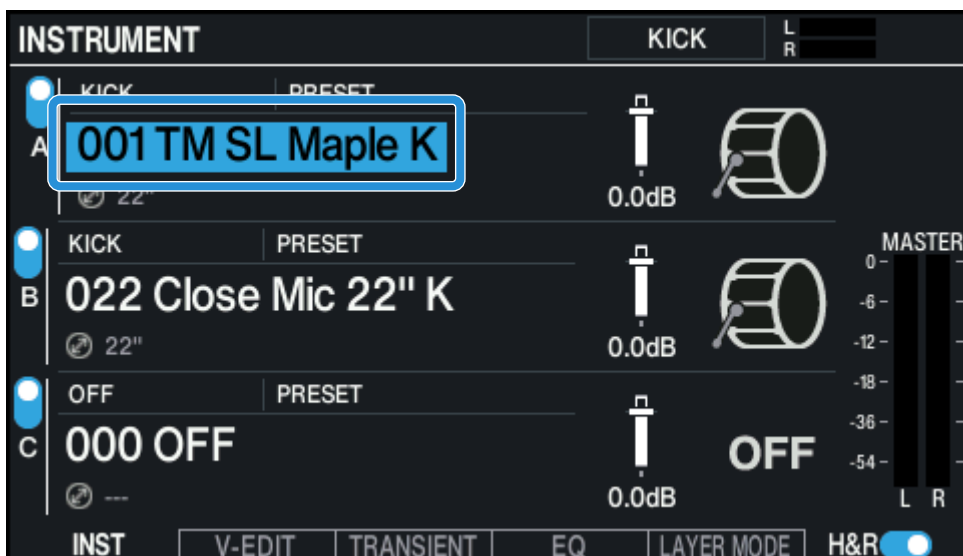 INSTRUMENT KICK L R
KICK PRESET
A 001 TM SL Maple K
22" 0.0dB
KICK PRESET MASTER
B 022 Close Mic 22" K
22" 0.0dB
OFF PRESET
C 000 OFF OFF
--- 0.0dB
0
-6
-12
-18
-36
-54
L R
INST V-EDIT TRANSIENT EQ LAYER MODE H&R